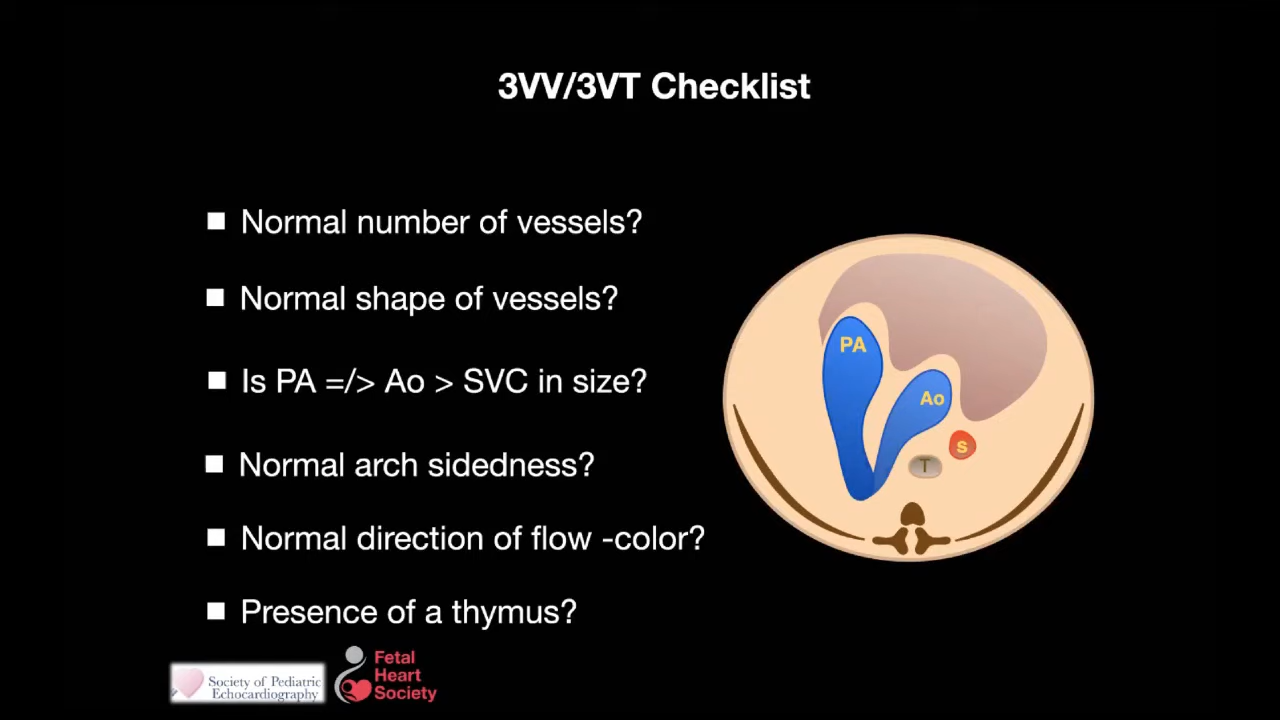 3VV/3VT Checklist
Normal number of vessels?
Normal shape of vessels?
Is PA =/> Ao > SVC in size?
Normal arch sidedness?
Normal direction of flow -color?
Presence of a thymus?
PA
Ao
S
T
Society of Pediatric
Echocardiography
Fetal
Heart
Society